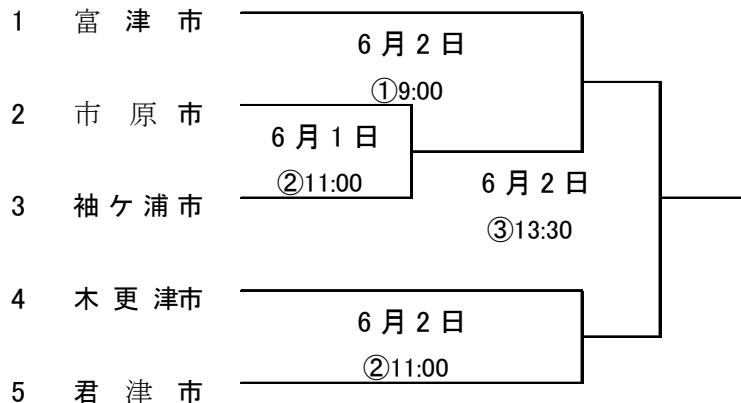 1 富津市
6月2日
①9:00
2 市原市
6月1日
②11:00
3 袖ケ浦市
6月2日
③13:30
4 木更津市
6月2日
②11:00
5 君津市